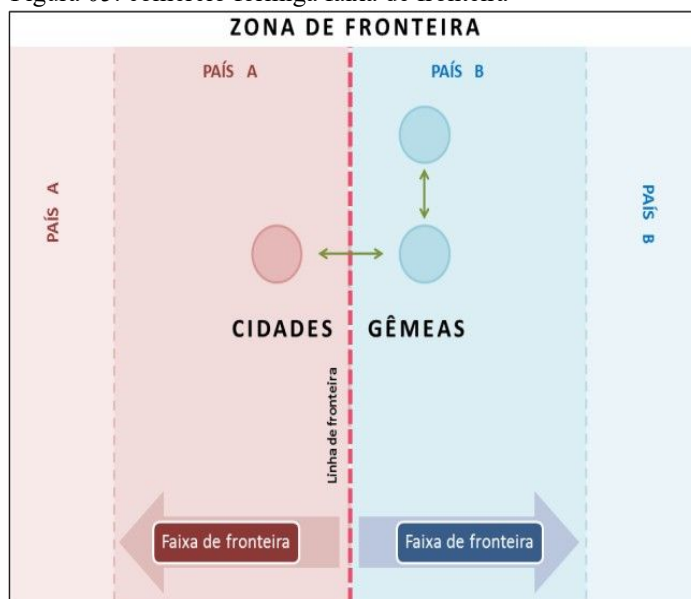 ZONA DE FRONTEIRA
PAÍS A
PAÍS B
PAÍS A
PAÍS B
CIDADES GÊMEAS
Linha de fronteira
Faixa de fronteira
Faixa de fronteira